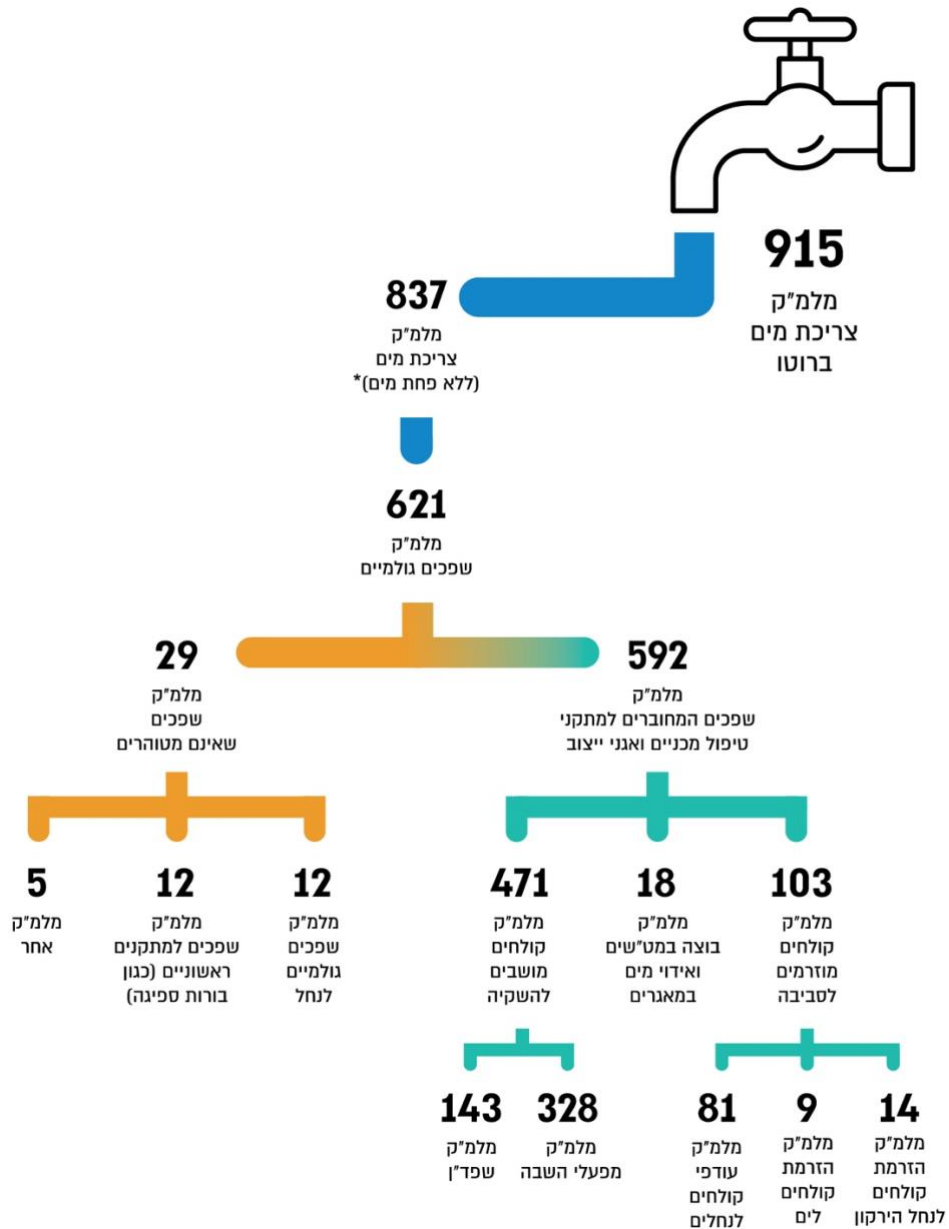 915
מלמ"ק
צריכת מים
ברוטו
837
מלמ"ק
צריכת מים
(ללא פחת מים)*
621
מלמ"ק
שפכים גולמיים
592
מלמ"ק
שפכים המחוברים למתקני
טיפול מכניים ואגני ייצוב
29
מלמ"ק
שפכים
שאינם מטוהרים
103
מלמ"ק
קולחים
מוזרמים
לסביבה
18
מלמ"ק
בוצה במט"שים
ואידוי מים
במאגרים
471
מלמ"ק
קולחים
מושבים
להשקיה
12
מלמ"ק
שפכים
גולמיים
לנחל
12
מלמ"ק
שפכים למתקנים
ראשוניים (כגון
בורות ספיגה)
5
מלמ"ק
אחר
14
מלמ"ק
הזרמת
קולחים
לנחל הירקון
9
מלמ"ק
הזרמת
קולחים
לים
81
מלמ"ק
עודפי
קולחים
לנחלים
328
מלמ"ק
מפעלי השבה
143
מלמ"ק
שפד"ן